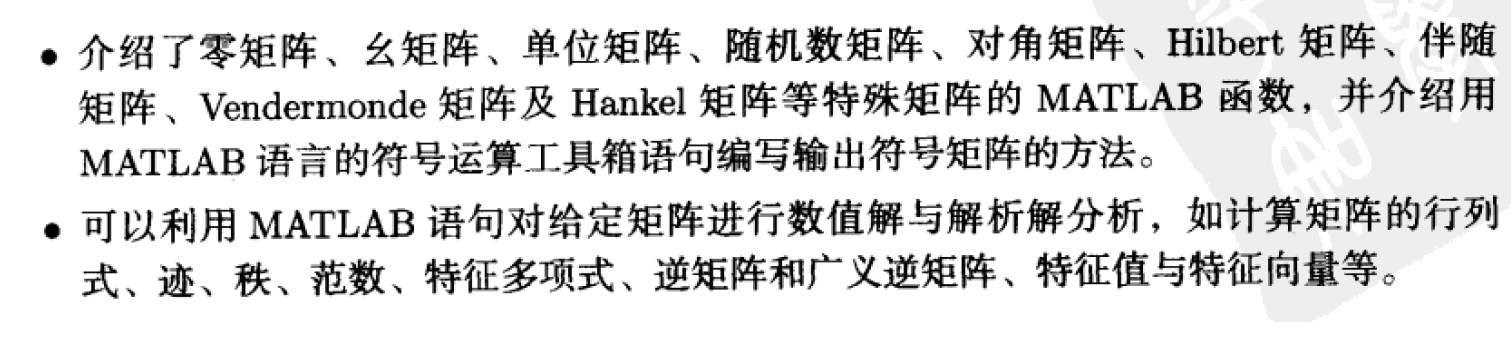 • 介绍了零矩阵、幺矩阵、单位矩阵、随机数矩阵、对角矩阵、Hilbert 矩阵、伴随
矩阵、Vendermonde 矩阵及 Hankel 矩阵等特殊矩阵的 MATLAB 函数，并介绍用
MATLAB 语言的符号运算工具箱语句编写输出符号矩阵的方法。
• 可以利用 MATLAB 语句对给定矩阵进行数值解与解析解分析，如计算矩阵的行列
式、迹、秩、范数、特征多项式、逆矩阵和广义逆矩阵、特征值与特征向量等。